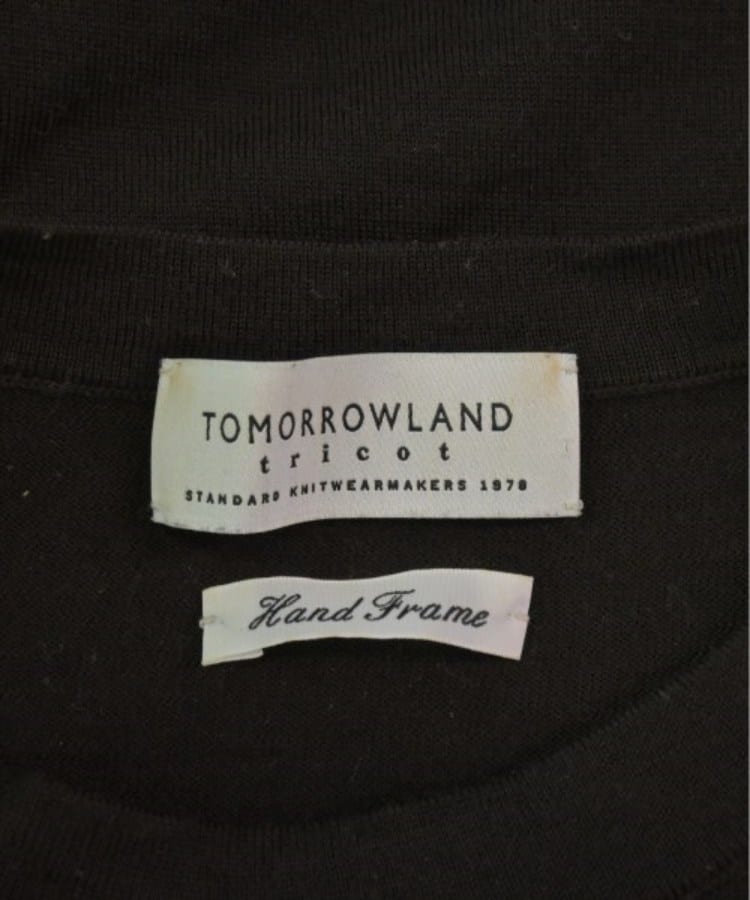 TOMORROWLAND
tricot
STANDARD KNITWEARMAKERS 1978
Hand Frame